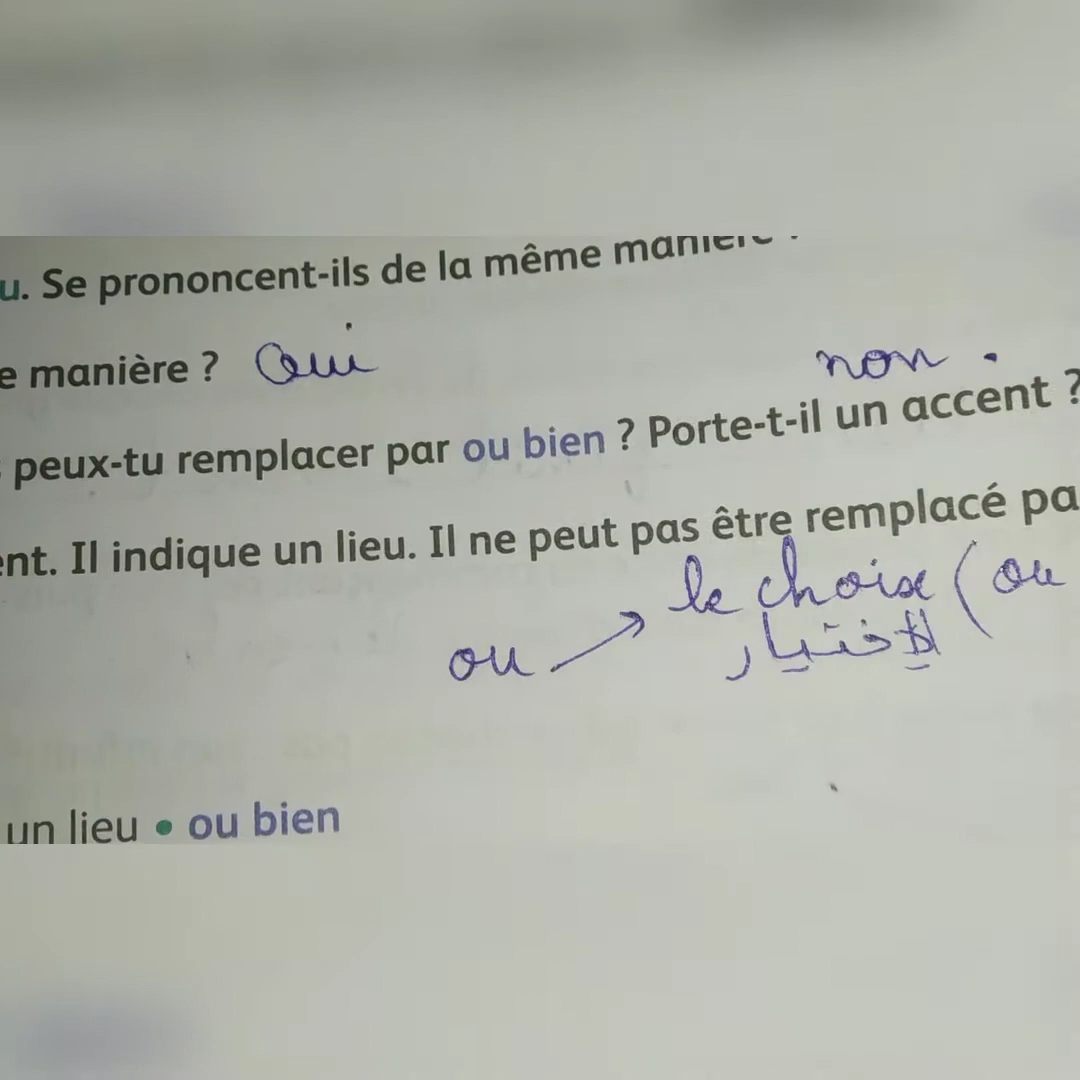 u. Se prononcent-ils de la même manière ?
e manière ? Oui
non .
peux-tu remplacer par ou bien ? Porte-t-il un accent ?
ent. Il indique un lieu. Il ne peut pas être remplacé pa
le choix ( ou
ou → الإختيار
un lieu • ou bien